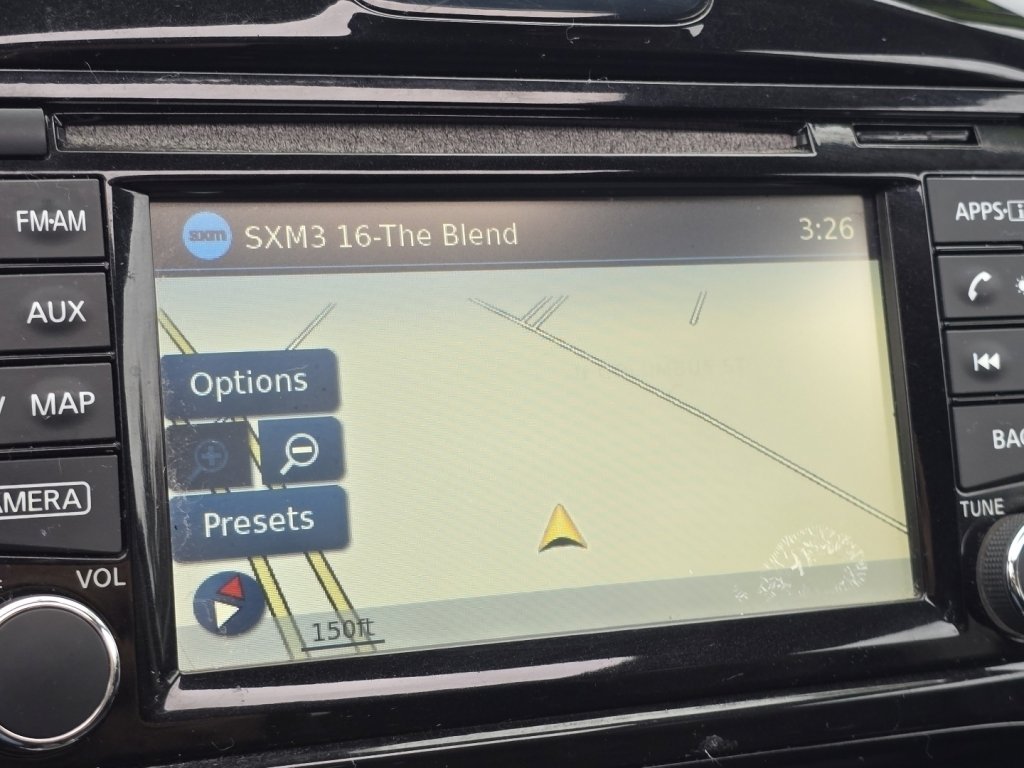 sxm SXM3 16-The Blend 3:26
FM·AM
AUX
MAP
AMERA
VOL
Options
Presets
150ft
APPS·i
BAC
TUNE